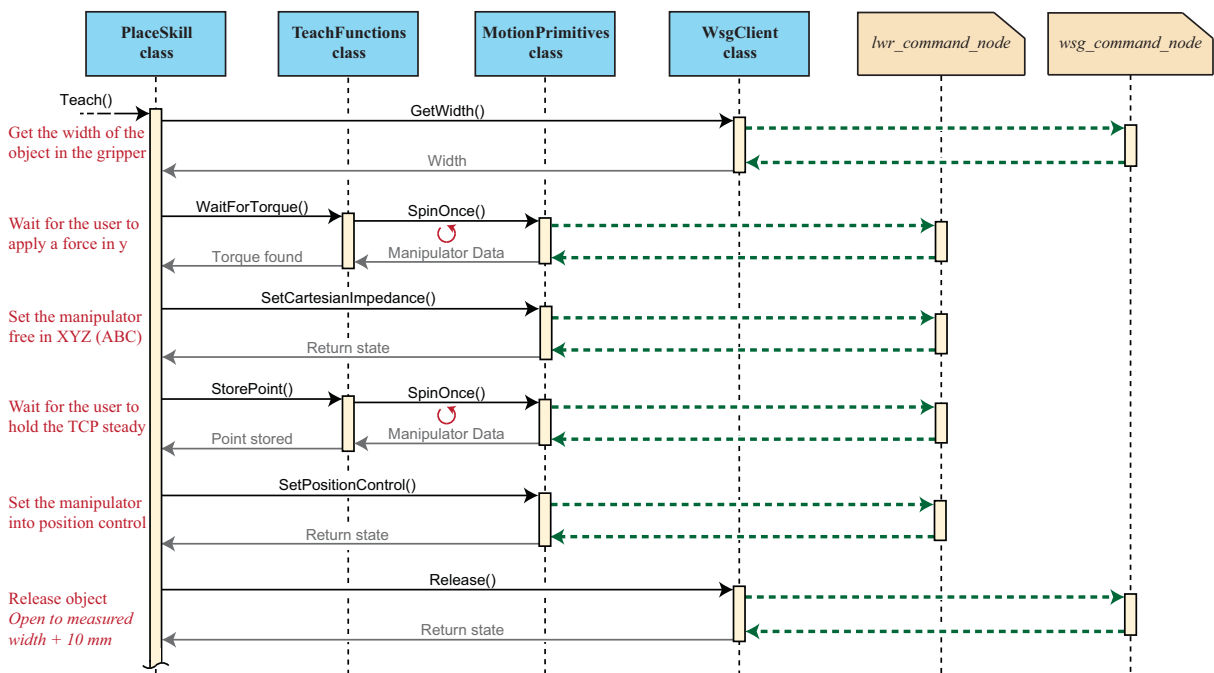 PlaceSkill
class
TeachFunctions
class
MotionPrimitives
class
WsgClient
class
lwr_command_node
wsg_command_node
Teach()
GetWidth()
Get the width of the
object in the gripper
Width
WaitForTorque()
SpinOnce()
Wait for the user to
apply a force in y
Torque found
Manipulator Data
SetCartesianImpedance()
Set the manipulator
free in XYZ (ABC)
Return state
StorePoint()
SpinOnce()
Wait for the user to
hold the TCP steady
Point stored
Manipulator Data
SetPositionControl()
Set the manipulator
into position control
Return state
Release()
Release object
Open to measured
width + 10 mm
Return state